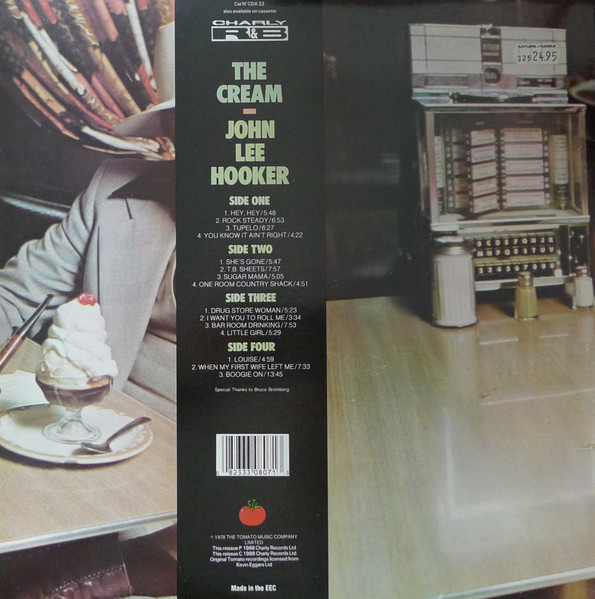 Cat Nº CDX 22
also available on cassette
CHARLY
R&B
THE
CREAM
-
JOHN
LEE
HOOKER
SIDE ONE
1. HEY, HEY/5:48
2. ROCK STEADY/6:53
3. TUPELO/6:27
4. YOU KNOW IT AIN'T RIGHT/4:22
SIDE TWO
1. SHE'S GONE/5:47
2. T.B. SHEETS/7:57
3. SUGAR MAMA/5:05
4. ONE ROOM COUNTRY SHACK/4:51
SIDE THREE
1. DRUG STORE WOMAN/5:23
2. I WANT YOU TO ROLL ME/3:34
3. BAR ROOM DRINKING/7:53
4. LITTLE GIRL/5:29
SIDE FOUR
1. LOUISE/4:59
2. WHEN MY FIRST WIFE LEFT ME/7:33
3. BOOGIE ON/13:45
Special Thanks to Bruce Bromberg
℗ 1978 THE TOMATO MUSIC COMPANY
LIMITED.
This reissue P 1988 Charly Records Ltd
This reissue C 1988 Charly Records Ltd
Original Tomato recordings licensed from
Kevin Eggers Ltd
Made in the EEC
24.95